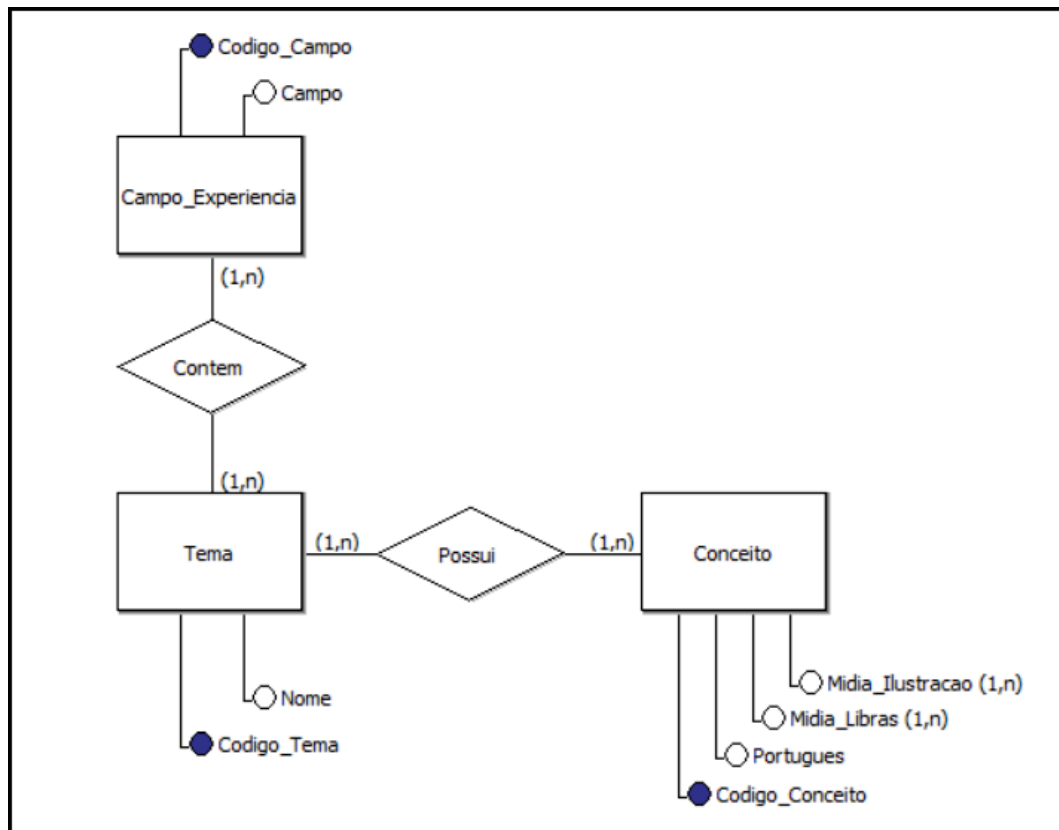 Codigo_Campo
Campo
Campo_Experiencia
(1,n)
Contem
(1,n)
Tema
(1,n)
Possui
(1,n)
Conceito
Nome
Codigo_Tema
Midia_Ilustracao (1,n)
Midia_Libras (1,n)
Portugues
Codigo_Conceito